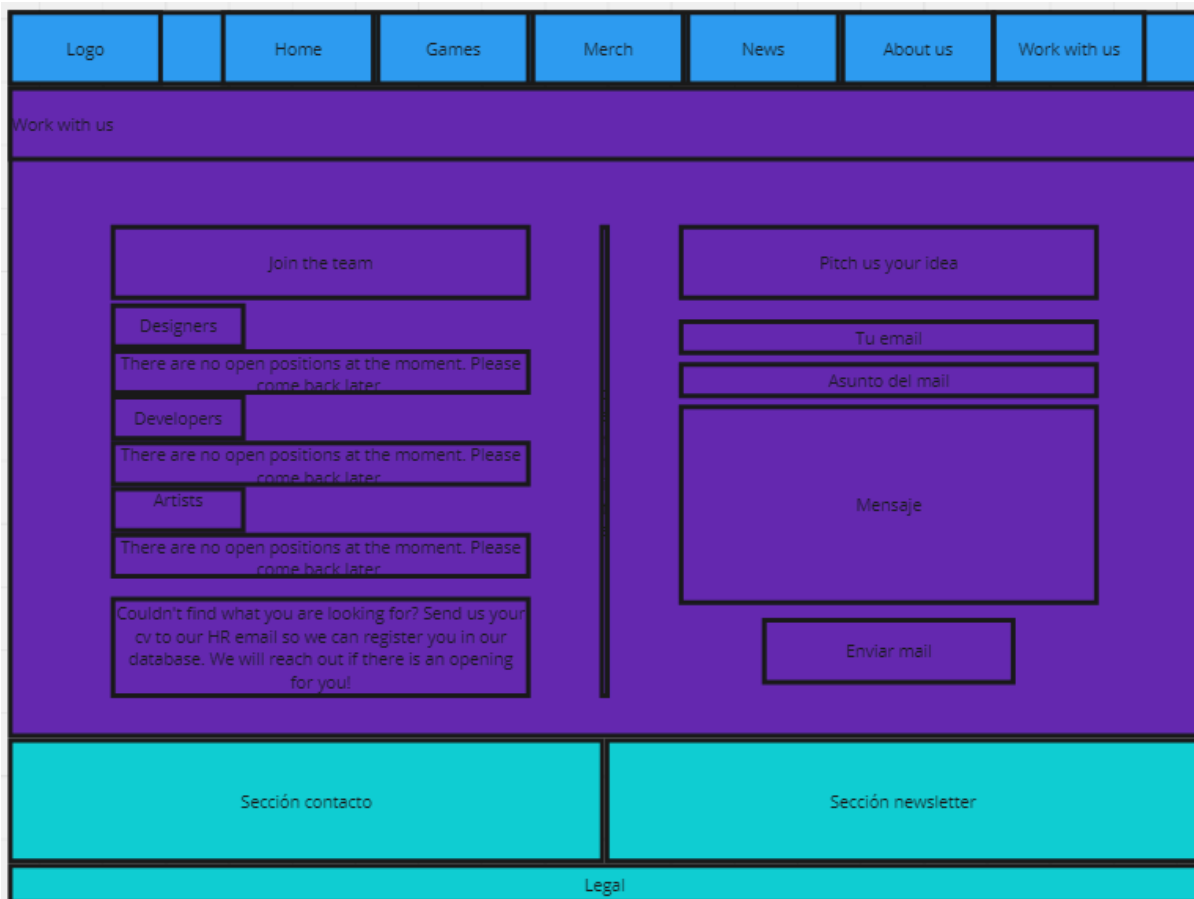 Logo
Home
Games
Merch
News
About us
Work with us
Work with us
Join the team
Designers
There are no open positions at the moment. Please
come back later
Developers
There are no open positions at the moment. Please
come back later
Artists
There are no open positions at the moment. Please
come back later
Couldn't find what you are looking for? Send us your
cv to our HR email so we can register you in our
database. We will reach out if there is an opening
for you!
Pitch us your idea
Tu email
Asunto del mail
Mensaje
Enviar mail
Sección contacto
Sección newsletter
Legal